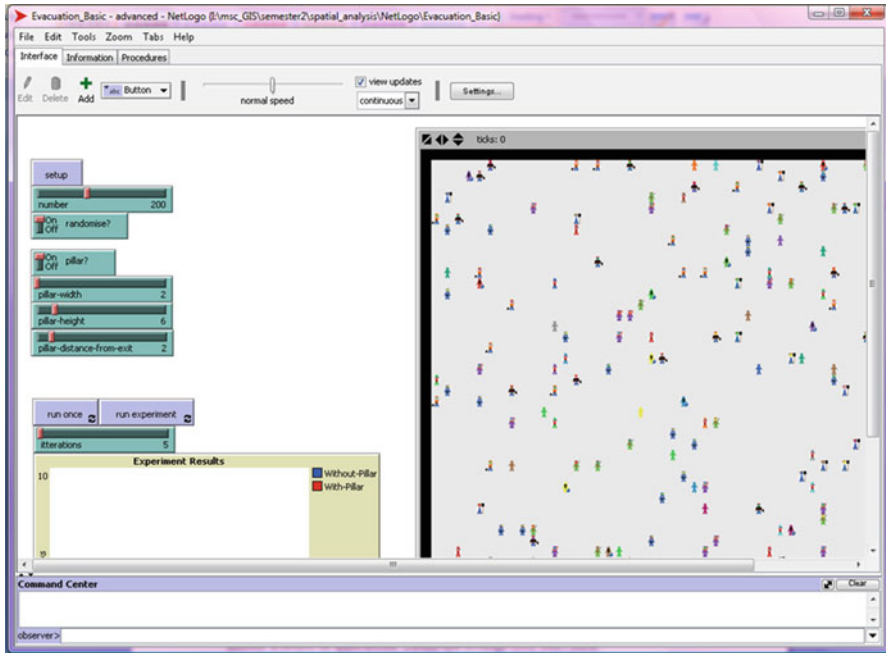 Evacuation_Basic - advanced - NetLogo {I:\msc_GIS\semester2\spatial_analysis\NetLogo\Evacuation_Basic}
File Edit Tools Zoom Tabs Help
Interface Information Procedures
Edit Delete Add abc Button normal speed view updates continuous Settings...
ticks: 0
setup
number 200
On Off randomise?
On Off pillar?
pillar-width 2
pillar-height 6
pillar-distance-from-exit 2
run once run experiment
itterations 5
Experiment Results
10
Without-Pillar
With-Pillar
Command Center Clear
observer>